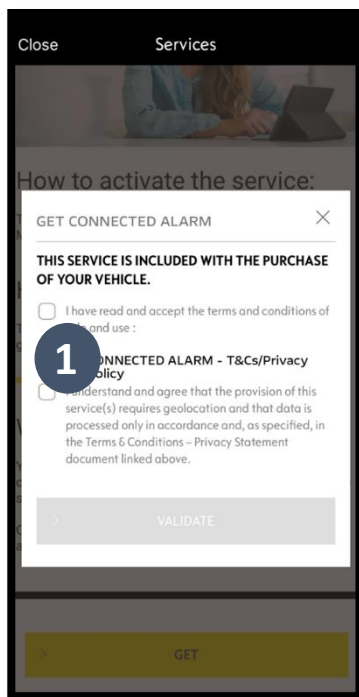 Close Services
How to activate the service:
GET CONNECTED ALARM
THIS SERVICE IS INCLUDED WITH THE PURCHASE
OF YOUR VEHICLE.
I have read and accept the terms and conditions of
and use :
1
CONNECTED ALARM - T&Cs/Privacy
Policy
I understand and agree that the provision of this
service(s) requires geolocation and that data is
processed only in accordance and, as specified, in
the Terms & Conditions – Privacy Statement
document linked above.
VALIDATE
GET